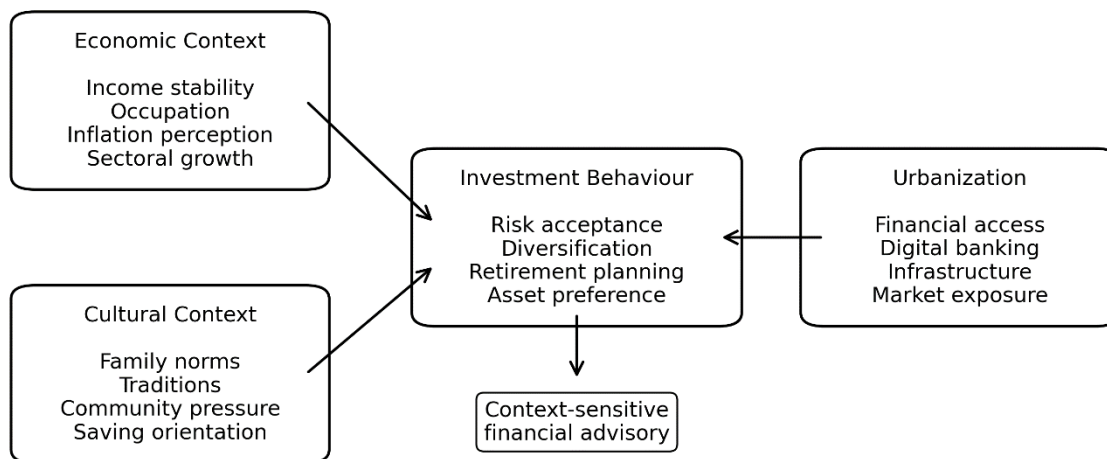 Economic Context
Income stability
Occupation
Inflation perception
Sectoral growth
Cultural Context
Family norms
Traditions
Community pressure
Saving orientation
Investment Behaviour
Risk acceptance
Diversification
Retirement planning
Asset preference
Context-sensitive
financial advisory
Urbanization
Financial access
Digital banking
Infrastructure
Market exposure